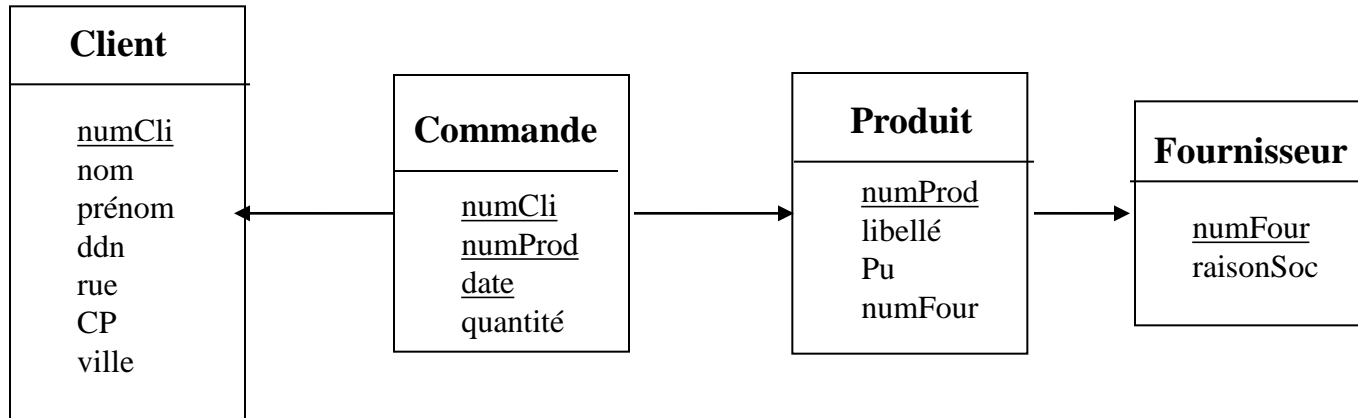 Client
numCli
nom
prénom
ddn
rue
CP
ville
Commande
numCli
numProd
date
quantité
Produit
numProd
libellé
Pu
numFour
Fournisseur
numFour
raisonSoc